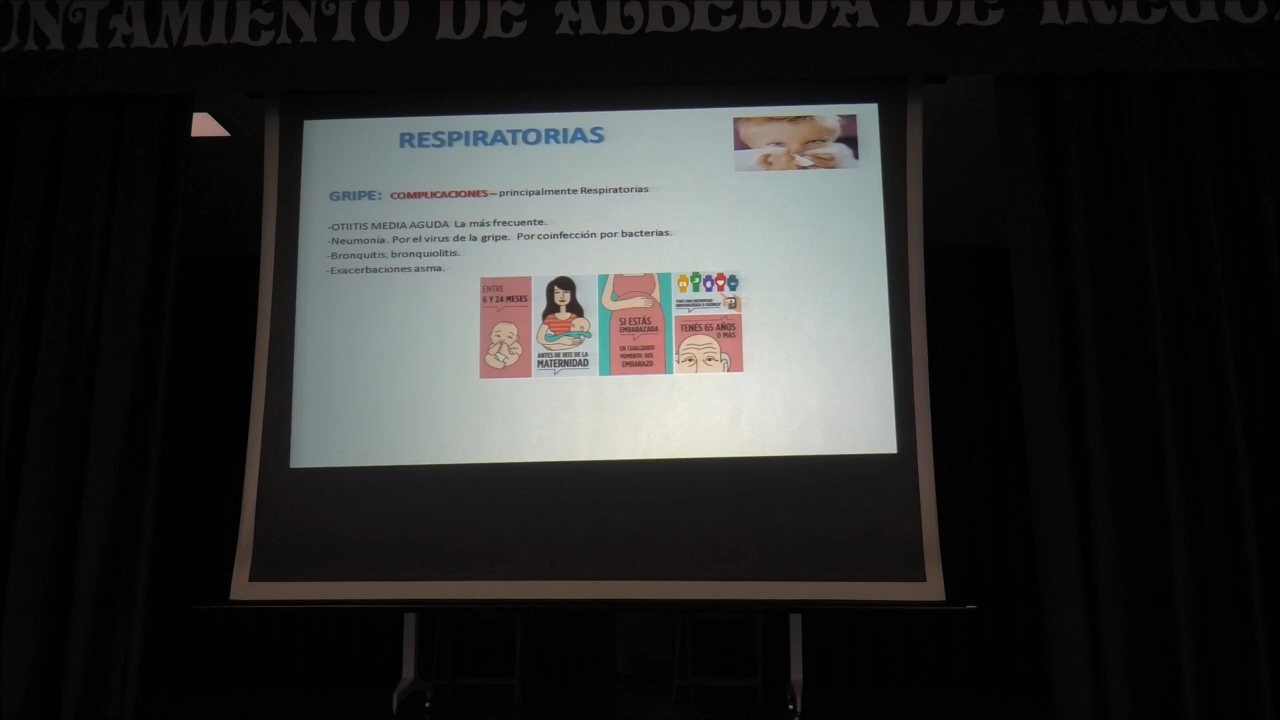 UNTAMIENTO DE ALBELDA DE IREGU
RESPIRATORIAS
GRIPE: COMPLICACIONES – principalmente Respiratorias
-OTIITIS MEDIA AGUDA La más frecuente.
-Neumonía. Por el virus de la gripe. Por coinfección por bacterias.
-Bronquitis, bronquiolitis.
-Exacerbaciones asma.
ENTRE
6 Y 24 MESES
ANTES DE IRTE DE LA
MATERNIDAD
SI ESTÁS
EMBARAZADA
EN CUALQUIER
MOMENTO DEL
EMBARAZO
TENÉS 65 AÑOS
O MÁS